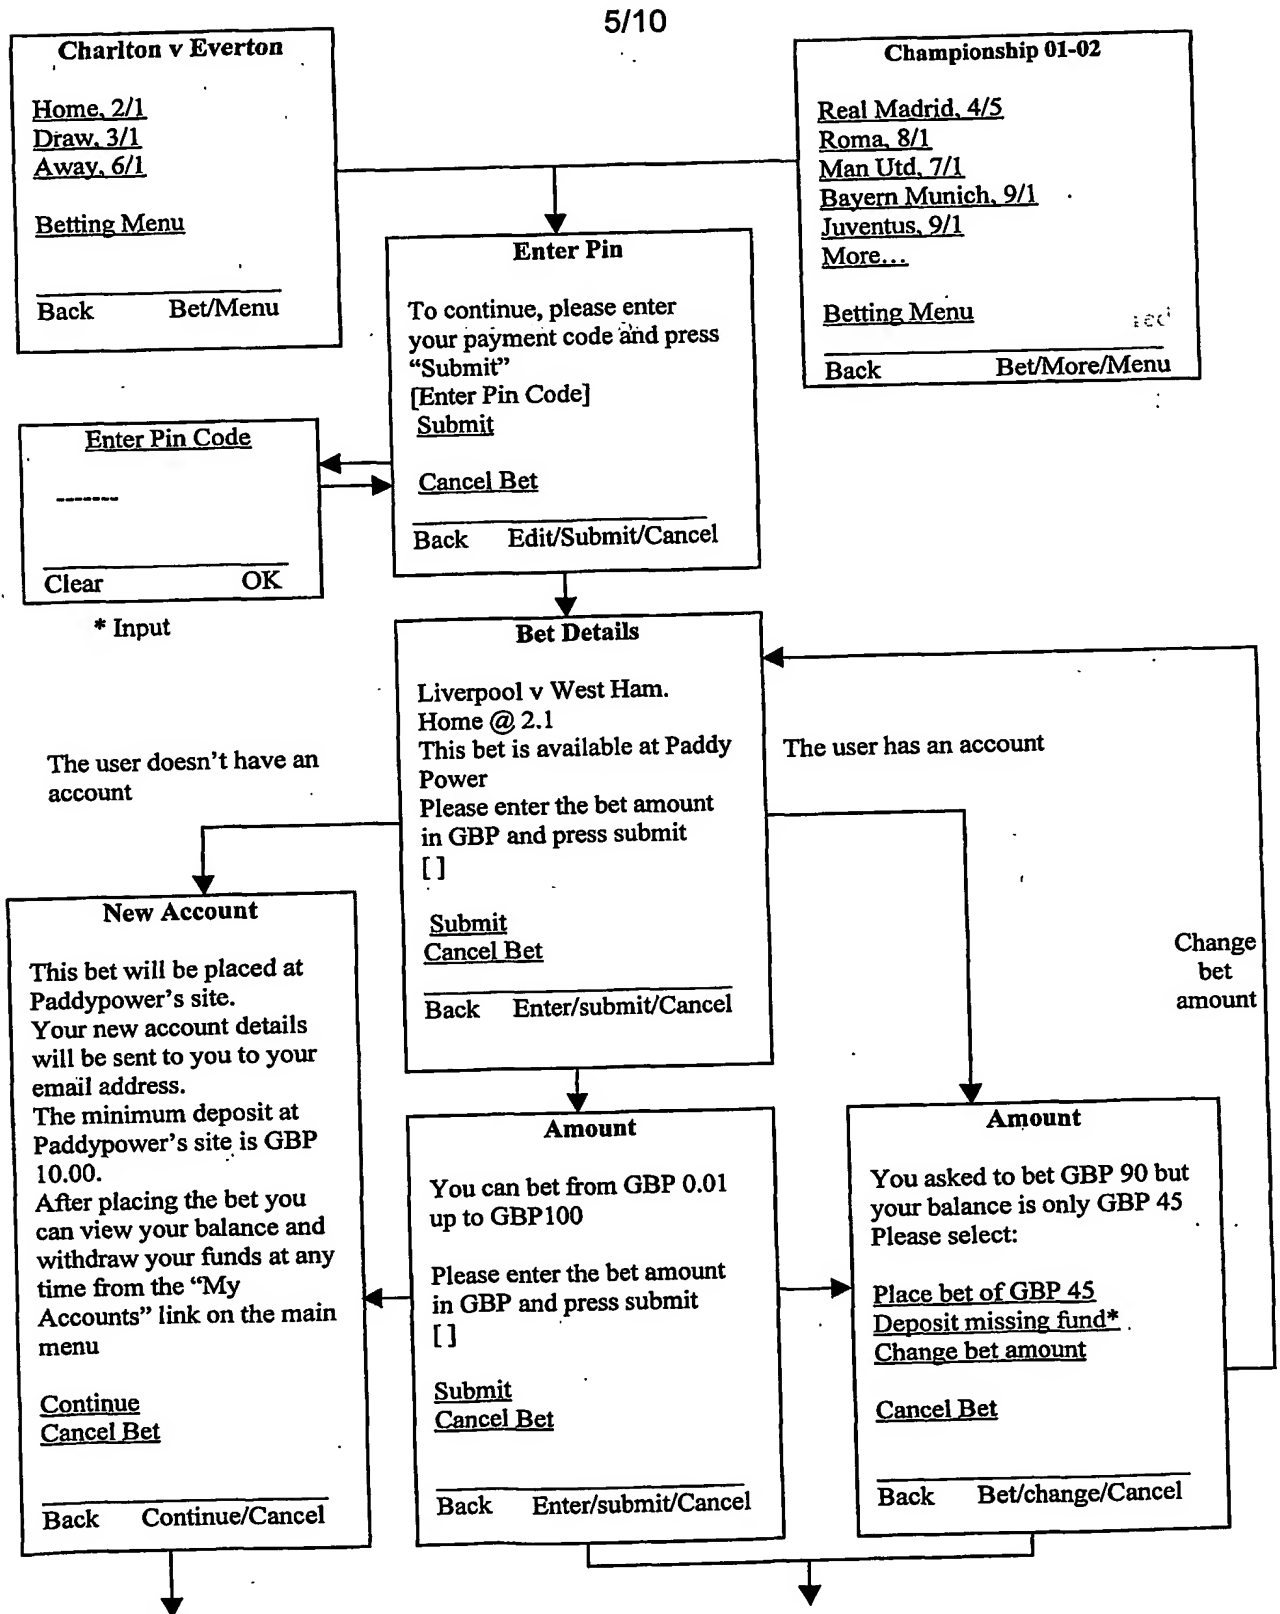 5/10
Charlton v Everton
Home, 2/1
Draw, 3/1
Away, 6/1
Betting Menu
Back Bet/Menu
Championship 01-02
Real Madrid, 4/5
Roma, 8/1
Man Utd, 7/1
Bayern Munich, 9/1
Juventus, 9/1
More...
Betting Menu
Back Bet/More/Menu
Enter Pin
To continue, please enter
your payment code and press
“Submit”
[Enter Pin Code]
Submit
Cancel Bet
Back Edit/Submit/Cancel
Enter Pin Code
-------
Clear OK
* Input
Bet Details
Liverpool v West Ham.
Home @ 2.1
This bet is available at Paddy
Power
Please enter the bet amount
in GBP and press submit
[ ]
Submit
Cancel Bet
Back Enter/submit/Cancel
The user doesn’t have an
account
The user has an account
Change
bet
amount
New Account
This bet will be placed at
Paddypower’s site.
Your new account details
will be sent to you to your
email address.
The minimum deposit at
Paddypower’s site is GBP
10.00.
After placing the bet you
can view your balance and
withdraw your funds at any
time from the “My
Accounts” link on the main
menu
Continue
Cancel Bet
Back Continue/Cancel
Amount
You can bet from GBP 0.01
up to GBP100
Please enter the bet amount
in GBP and press submit
[ ]
Submit
Cancel Bet
Back Enter/submit/Cancel
Amount
You asked to bet GBP 90 but
your balance is only GBP 45
Please select:
Place bet of GBP 45
Deposit missing fund*
Change bet amount
Cancel Bet
Back Bet/change/Cancel